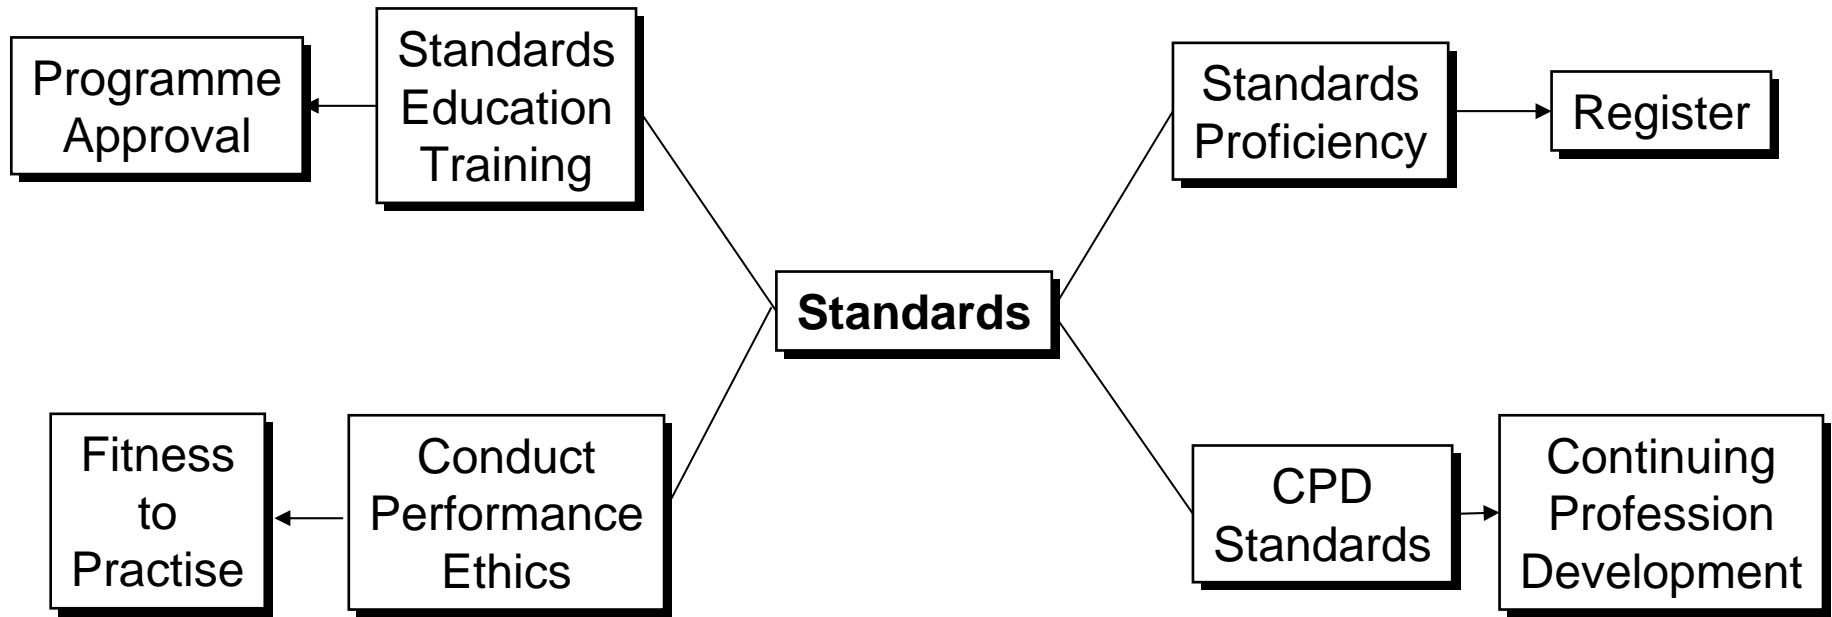 Programme
Approval
Standards
Education
Training
Standards
Proficiency
Register
Standards
Fitness
to
Practise
Conduct
Performance
Ethics
CPD
Standards
Continuing
Profession
Development